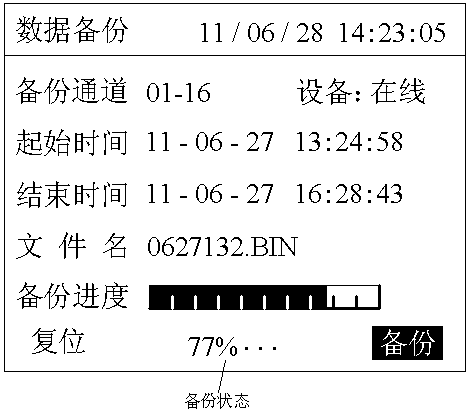 数据备份 11 / 06 / 28 14:23:05
备份通道 01-16 设备：在线
起始时间 11 - 06 - 27 13:24:58
结束时间 11 - 06 - 27 16:28:43
文 件 名 0627132.BIN
备份进度
复位 77%··· 备份
备份状态